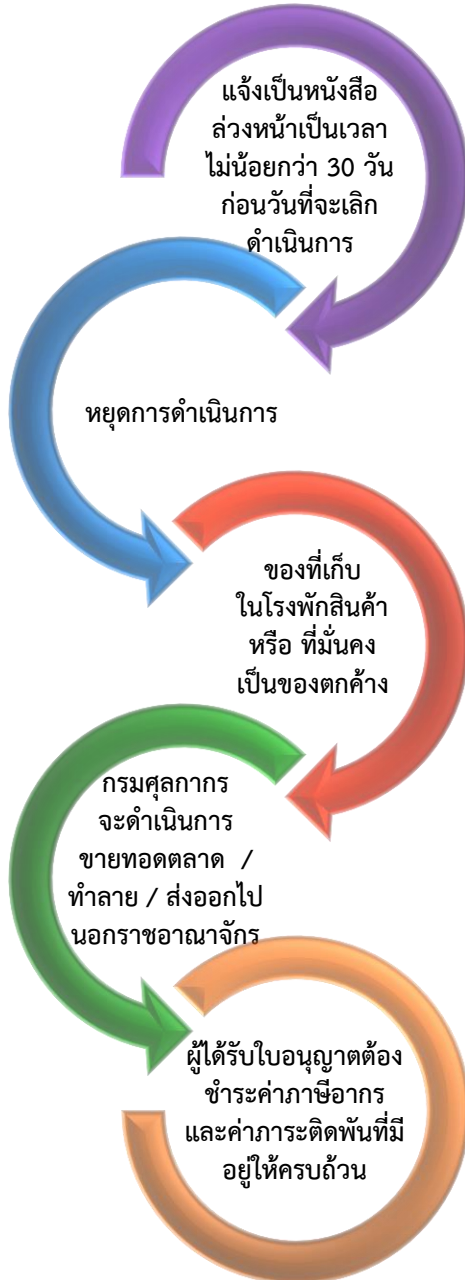 แจ้งเป็นหนังสือ
ล่วงหน้าเป็นเวลา
ไม่น้อยกว่า 30 วัน
ก่อนวันที่จะเลิก
ดำเนินการ
หยุดการดำเนินการ
ของที่เก็บ
ในโรงพักสินค้า
หรือ ที่มั่นคง
เป็นของตกค้าง
กรมศุลกากร
จะดำเนินการ
ขายทอดตลาด /
ทำลาย / ส่งออกไป
นอกราชอาณาจักร
ผู้ได้รับใบอนุญาตต้อง
ชำระค่าภาษีอากร
และค่าภาระติดพันที่มี
อยู่ให้ครบถ้วน